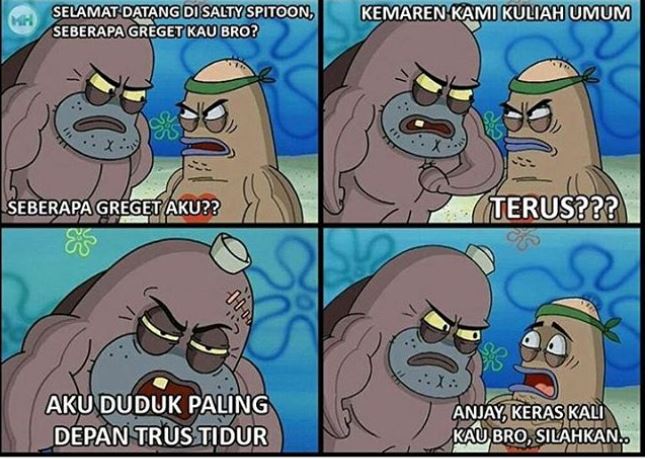 MH
SELAMAT DATANG DI SALTY SPITOON,
SEBERAPA GREGET KAU BRO?
SEBERAPA GREGET AKU??
KEMAREN KAMI KULIAH UMUM
TERUS???
AKU DUDUK PALING
DEPAN TRUS TIDUR
ANJAY, KERAS KALI
KAU BRO, SILAHKAN..